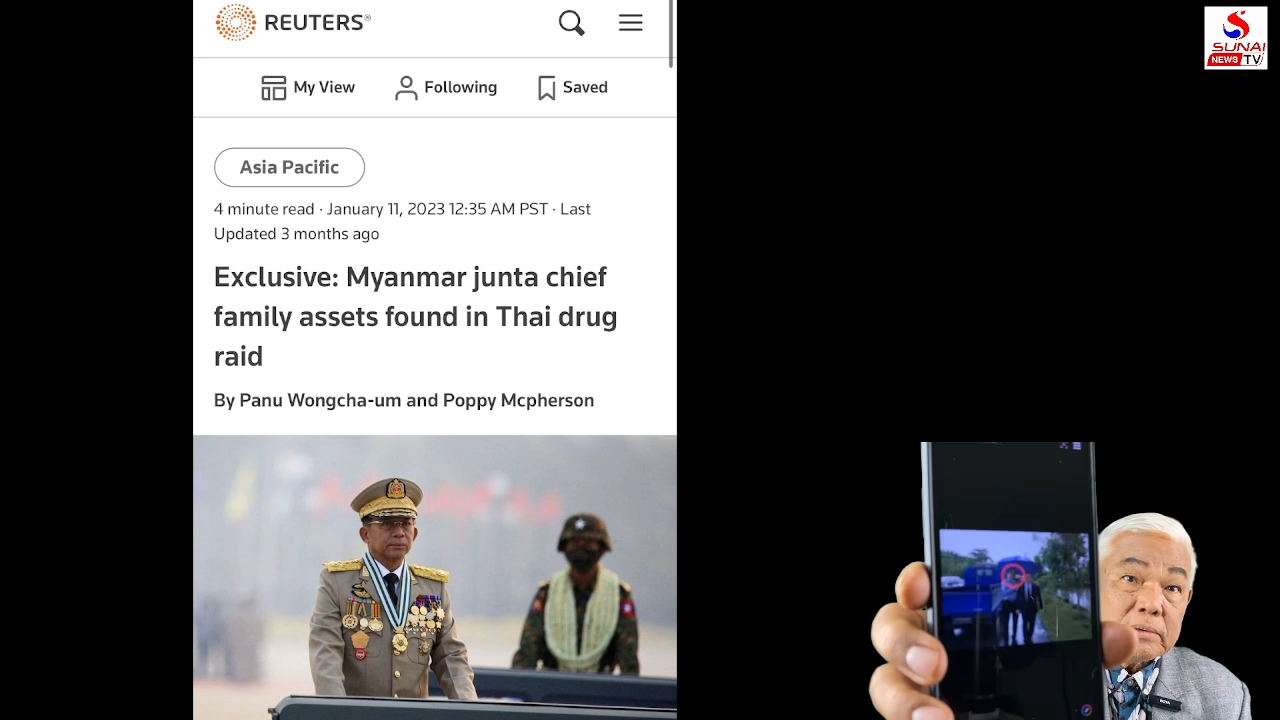 REUTERS®
My View
Following
Saved
Asia Pacific
4 minute read · January 11, 2023 12:35 AM PST · Last
Updated 3 months ago
Exclusive: Myanmar junta chief
family assets found in Thai drug
raid
By Panu Wongcha-um and Poppy Mcpherson
SUNAI
NEWS TV